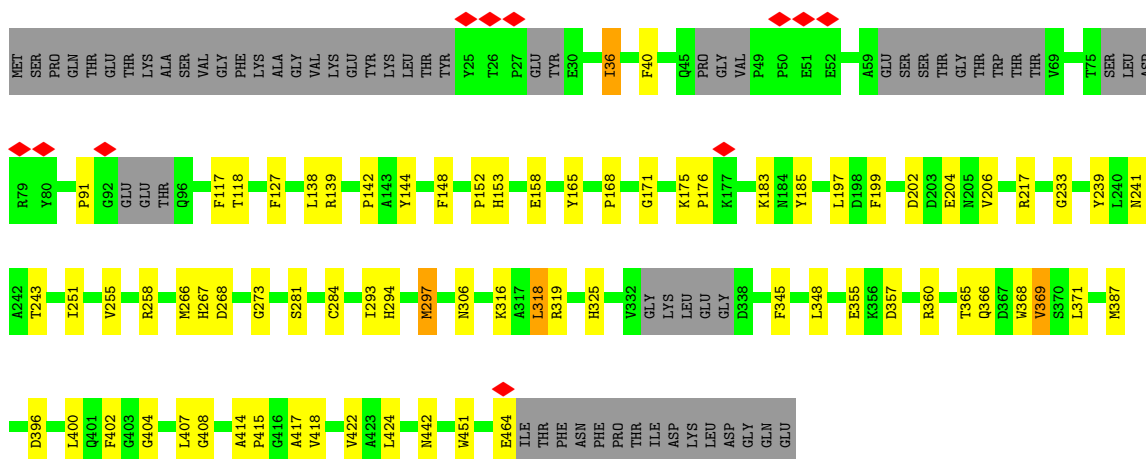 MET SER PRO GLN THR GLU THR LYS ALA SER VAL GLY PHE LYS ALA GLY VAL LYS GLU TYR LYS LEU THR TYR Y25 T26 P27 GLU TYR E30 I36 F40 Q45 PRO GLY VAL P49 P50 E51 E52 A59 GLU SER SER THR GLY THR TRP THR THR V69 T75 SER LEU ASP
R79 Y80 P91 G92 GLU GLU THR Q96 F117 T118 F127 L138 R139 P142 A143 Y144 F148 P152 H153 E158 Y165 P168 G171 K175 P176 K177 K183 N184 Y185 L197 D198 F199 D202 D203 E204 N205 V206 R217 G233 Y239 L240 N241
A242 T243 I251 V255 R258 M266 H267 D268 G273 S281 C284 I293 H294 M297 N306 K316 A317 L318 R319 H325 V332 GLY LYS LEU GLU GLY D338 F345 L348 E355 K356 D357 R360 T365 Q366 D367 W368 V369 S370 L371 M387
D396 L400 Q401 F402 G403 G404 L407 G408 A414 P415 G416 A417 V418 V422 A423 L424 N442 W451 E464 ILE THR PHE ASN PHE PRO THR ILE ASP LYS LEU ASP GLY GLN GLU